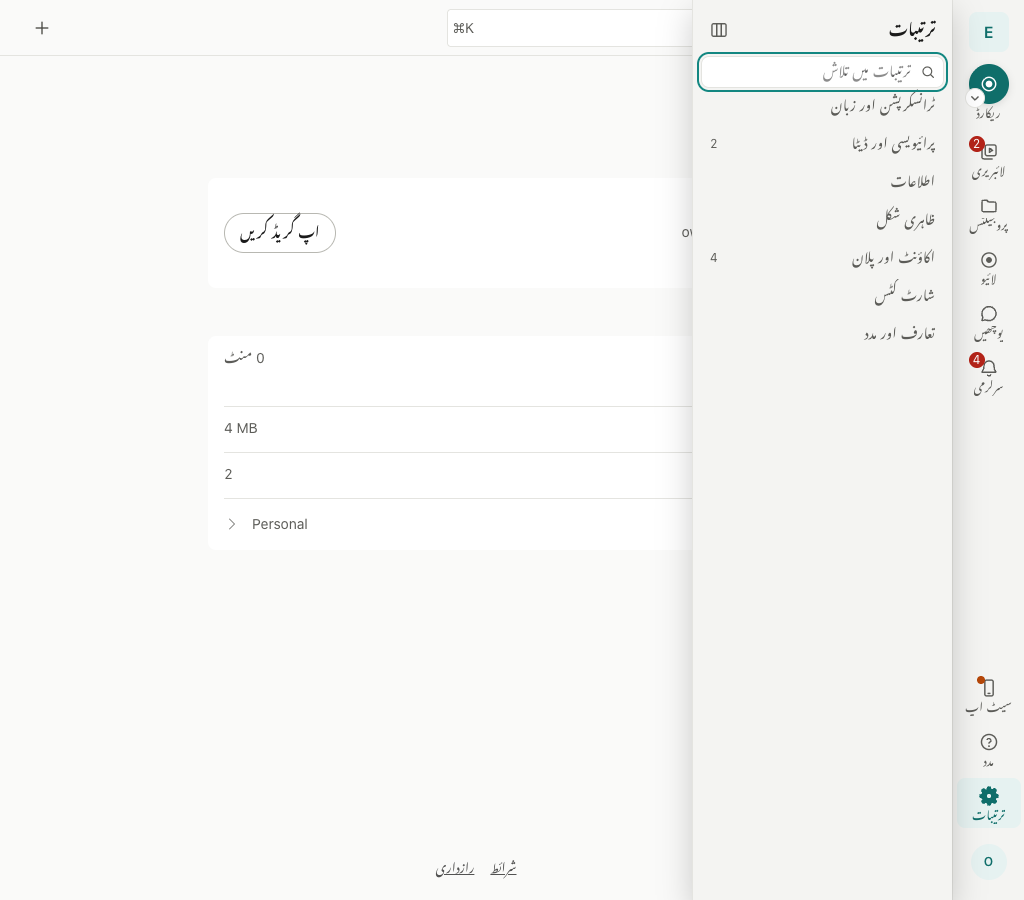 E
ریکارڈ
2
لائبریری
پروجیکٹس
لائیو
پوچھیں
4
سرگرمی
سیٹ اپ
مدد
ترتیبات
O
ترتیبات
ترتیبات میں تلاش
ٹرانسکرپشن اور زبان
پرائیویسی اور ڈیٹا 2
اطلاعات
ظاہری شکل
اکاؤنٹ اور پلان 4
شارٹ کٹس
تعارف اور مدد
⌘K
اپ گریڈ کریں
0 منٹ
4 MB
2
Personal
شرائط رازداری